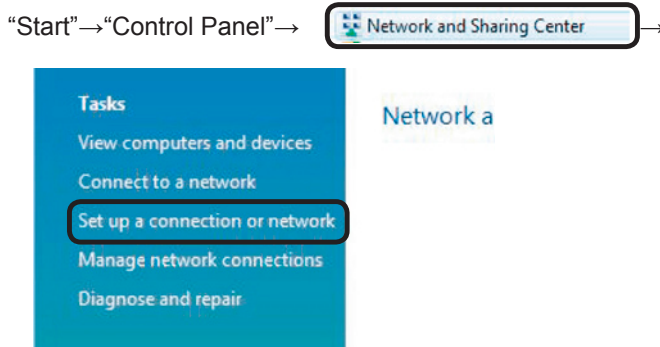 “Start”→“Control Panel”→ Network and Sharing Center →
Tasks
Network a
View computers and devices
Connect to a network
Set up a connection or network
Manage network connections
Diagnose and repair